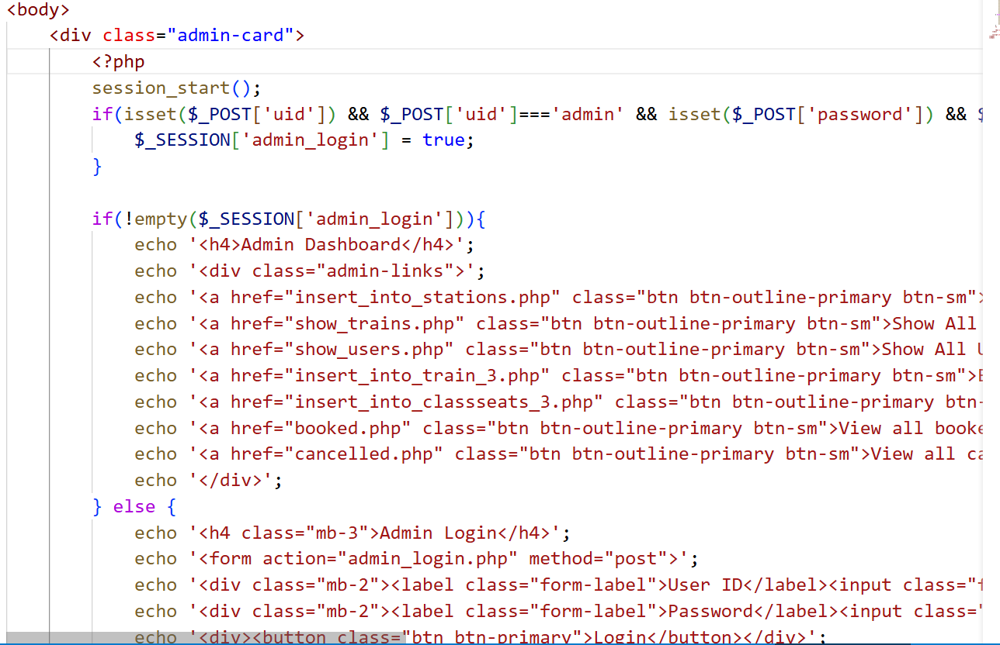 <body>
<div class="admin-card">
<?php
session_start();
if(isset($_POST['uid']) && $_POST['uid']==='admin' && isset($_POST['password']) && $
$_SESSION['admin_login'] = true;
}
if(!empty($_SESSION['admin_login'])){
echo '<h4>Admin Dashboard</h4>';
echo '<div class="admin-links">';
echo '<a href="insert_into_stations.php" class="btn btn-outline-primary btn-sm">
echo '<a href="show_trains.php" class="btn btn-outline-primary btn-sm">Show All
echo '<a href="show_users.php" class="btn btn-outline-primary btn-sm">Show All
echo '<a href="insert_into_train_3.php" class="btn btn-outline-primary btn-sm">
echo '<a href="insert_into_classseats_3.php" class="btn btn-outline-primary btn-
echo '<a href="booked.php" class="btn btn-outline-primary btn-sm">View all booke
echo '<a href="cancelled.php" class="btn btn-outline-primary btn-sm">View all ca
echo '</div>';
} else {
echo '<h4 class="mb-3">Admin Login</h4>';
echo '<form action="admin_login.php" method="post">';
echo '<div class="mb-2"><label class="form-label">User ID</label><input class="f
echo '<div class="mb-2"><label class="form-label">Password</label><input class="
echo '<div><button class="btn btn-primary">Login</button></div>';